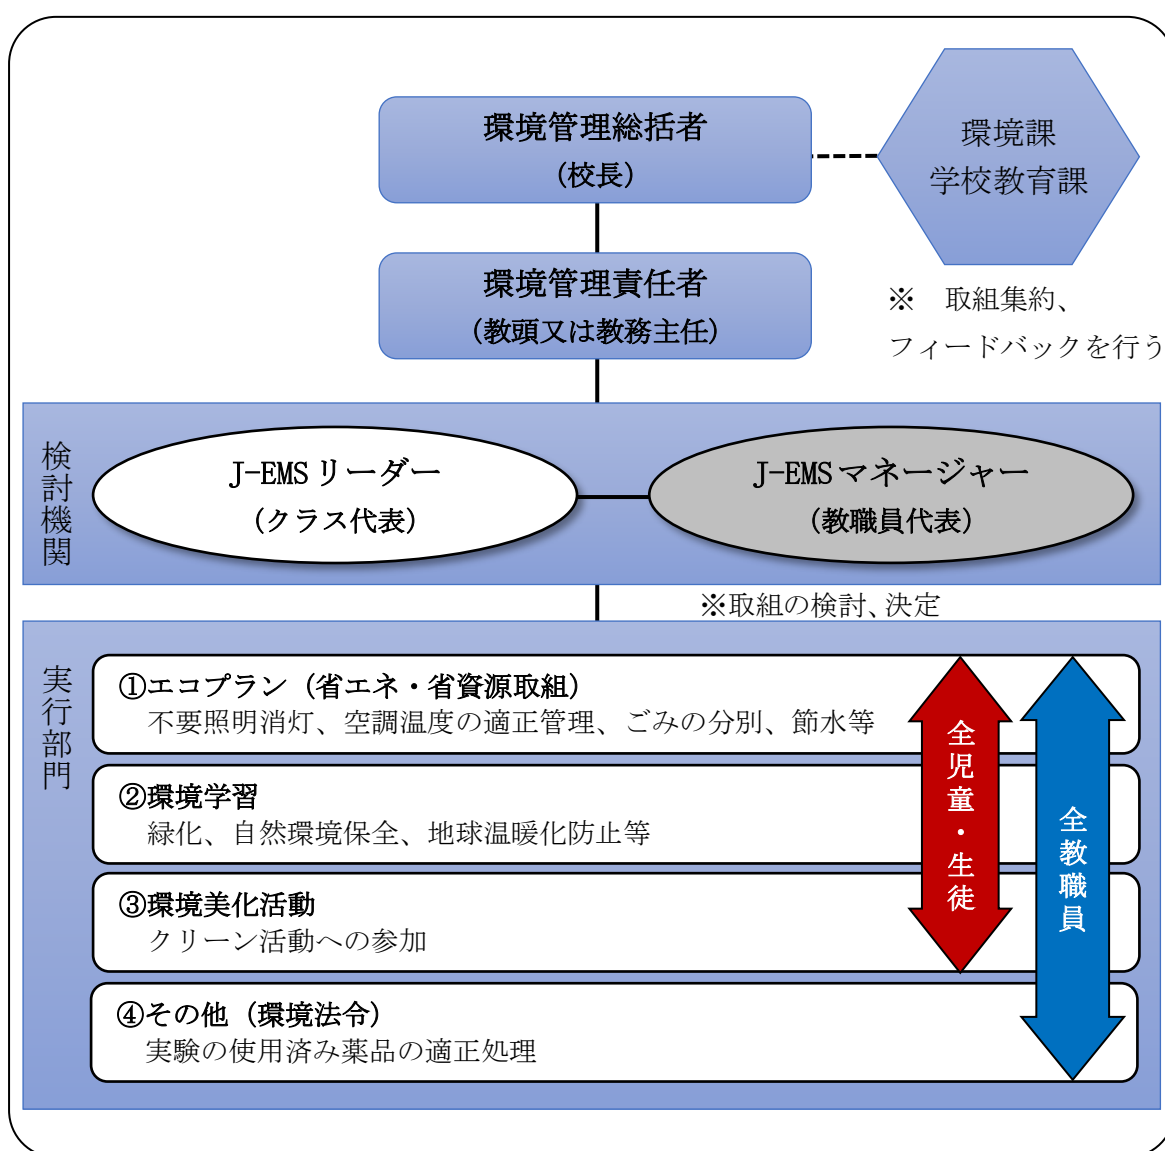 環境管理総括者
（校長）
環境課
学校教育課
環境管理責任者
（教頭又は教務主任）
※　取組集約、
フィードバックを行う
検討機関
J-EMSリーダー
（クラス代表）
J-EMSマネージャー
（教職員代表）
※取組の検討、決定
実行部門
①エコプラン（省エネ・省資源取組）
不要照明消灯、空調温度の適正管理、ごみの分別、節水等
②環境学習
緑化、自然環境保全、地球温暖化防止等
③環境美化活動
クリーン活動への参加
④その他（環境法令）
実験の使用済み薬品の適正処理
全児童・生徒
全教職員